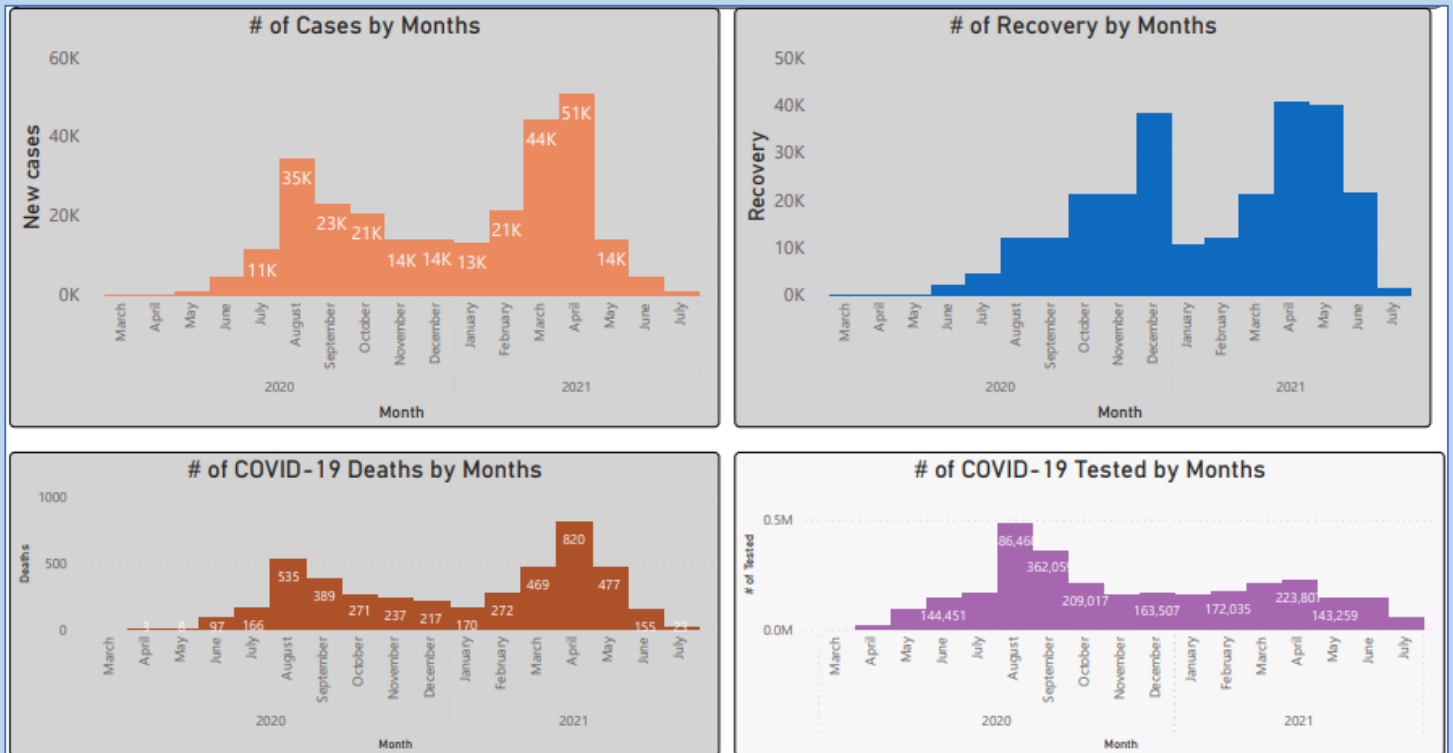 # of Cases by Months
60K
40K
20K
0K
New cases
11K
35K
23K
21K
14K
14K
13K
21K
44K
51K
14K
March
April
May
June
July
August
September
October
November
December
January
February
March
April
May
June
July
2020
2021
Month
# of Recovery by Months
50K
40K
30K
20K
10K
0K
Recovery
March
April
May
June
July
August
September
October
November
December
January
February
March
April
May
June
July
2020
2021
Month
# of COVID-19 Deaths by Months
1000
500
0
Deaths
3
8
97
166
535
389
271
237
217
170
272
469
820
477
155
March
April
May
June
July
August
September
October
November
December
January
February
March
April
May
June
July
2020
2021
Month
# of COVID-19 Tested by Months
0.5M
0.0M
# of Tested
144,451
362,059
209,017
163,507
172,035
223,807
143,259
March
April
May
June
July
August
September
October
November
December
January
February
March
April
May
June
July
2020
2021
Month